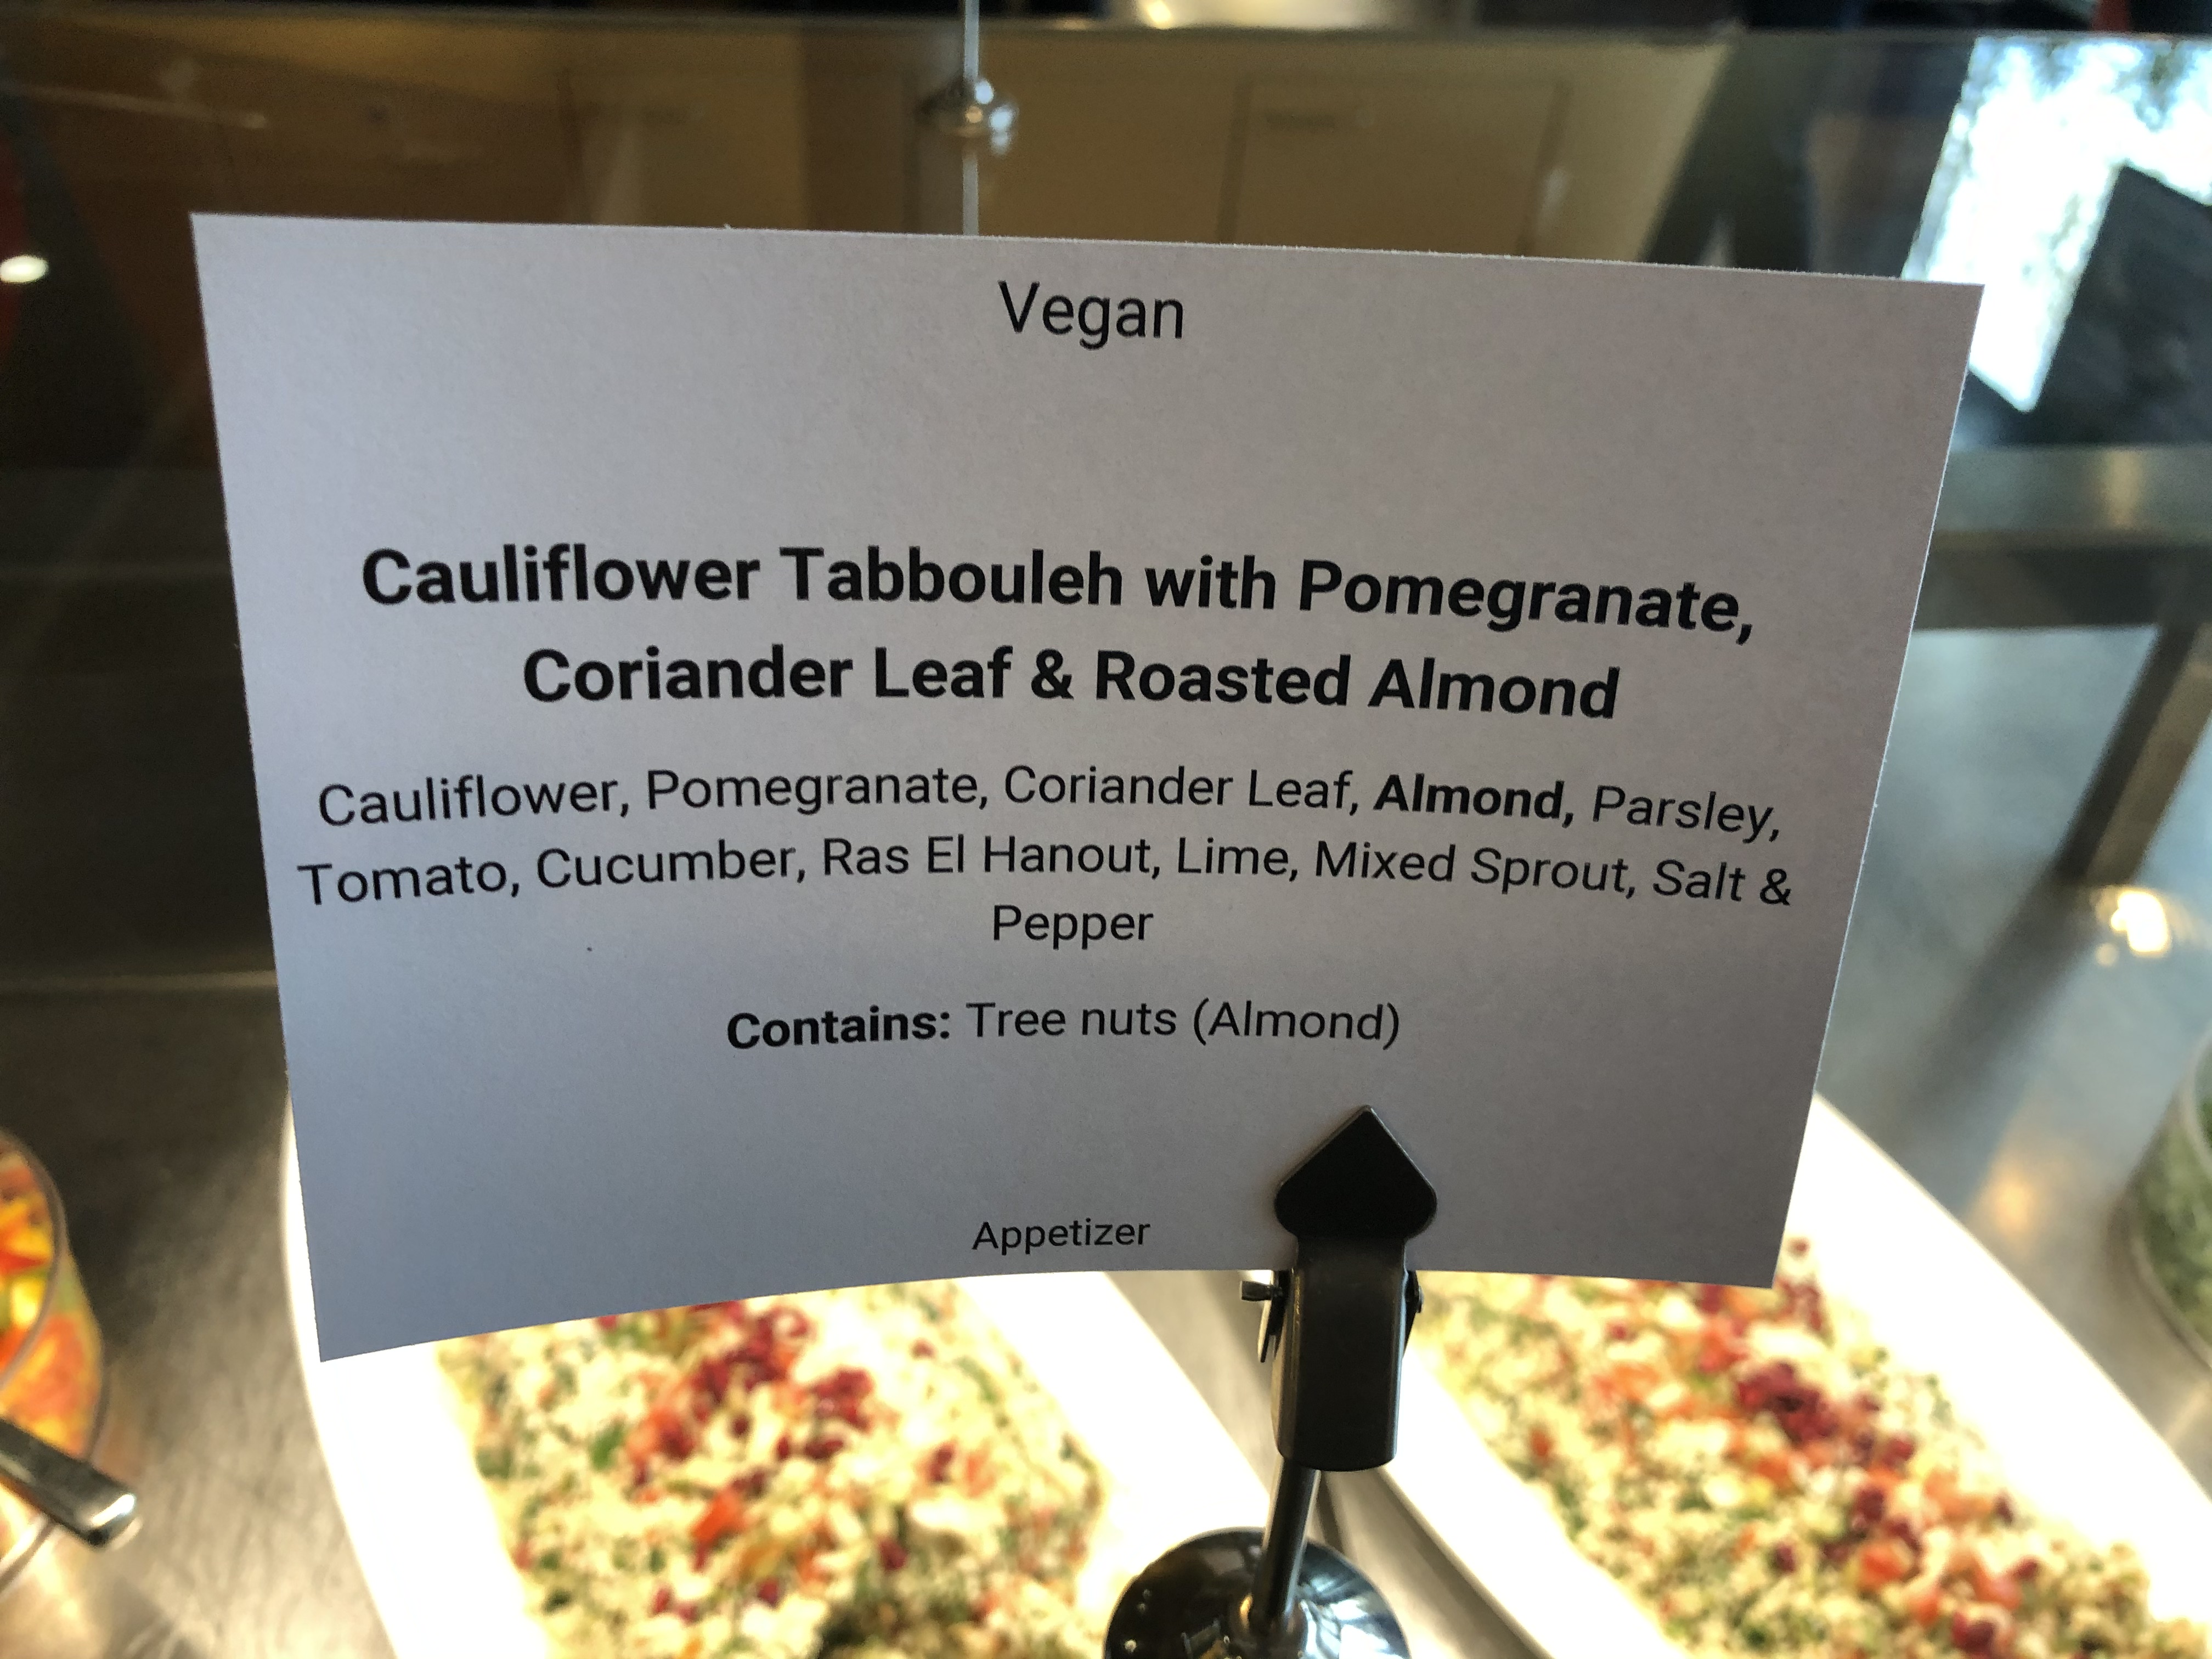 Vegan
Cauliflower Tabbouleh with Pomegranate,
Coriander Leaf & Roasted Almond
Cauliflower, Pomegranate, Coriander Leaf, Almond, Parsley,
Tomato, Cucumber, Ras El Hanout, Lime, Mixed Sprout, Salt &
Pepper
Contains: Tree nuts (Almond)
Appetizer